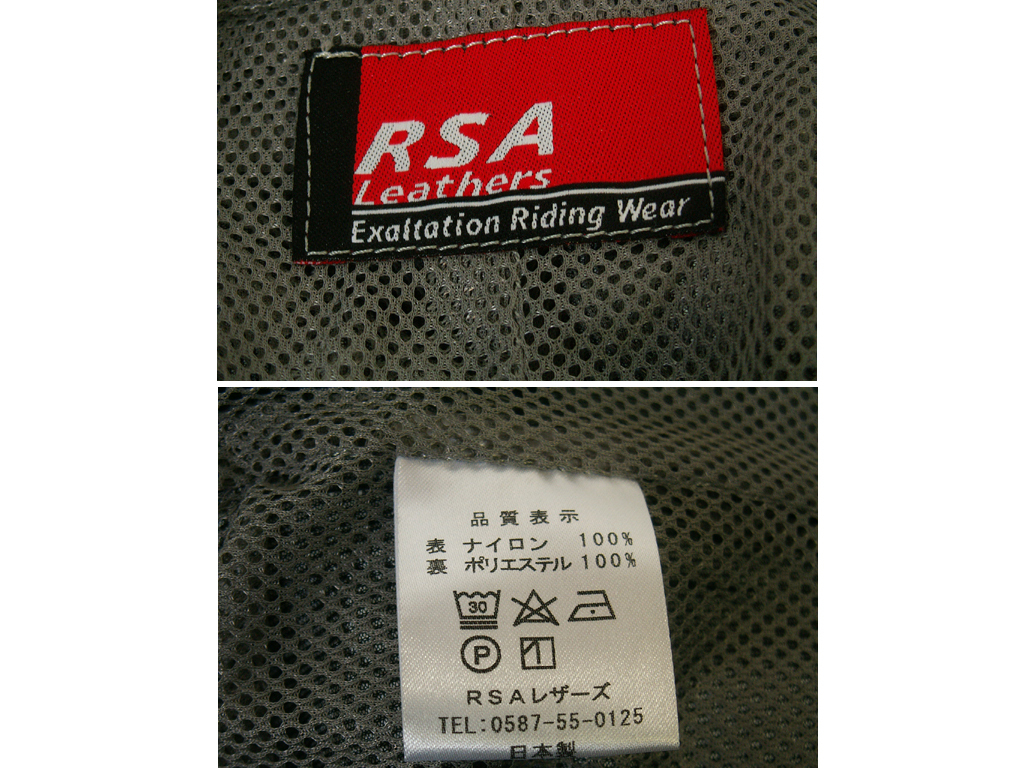 RSA
Leathers
Exaltation Riding Wear
品質表示
表 ナイロン 100%
裏 ポリエステル 100%
30
P
RSAレザーズ
TEL:0587-55-0125
日本製